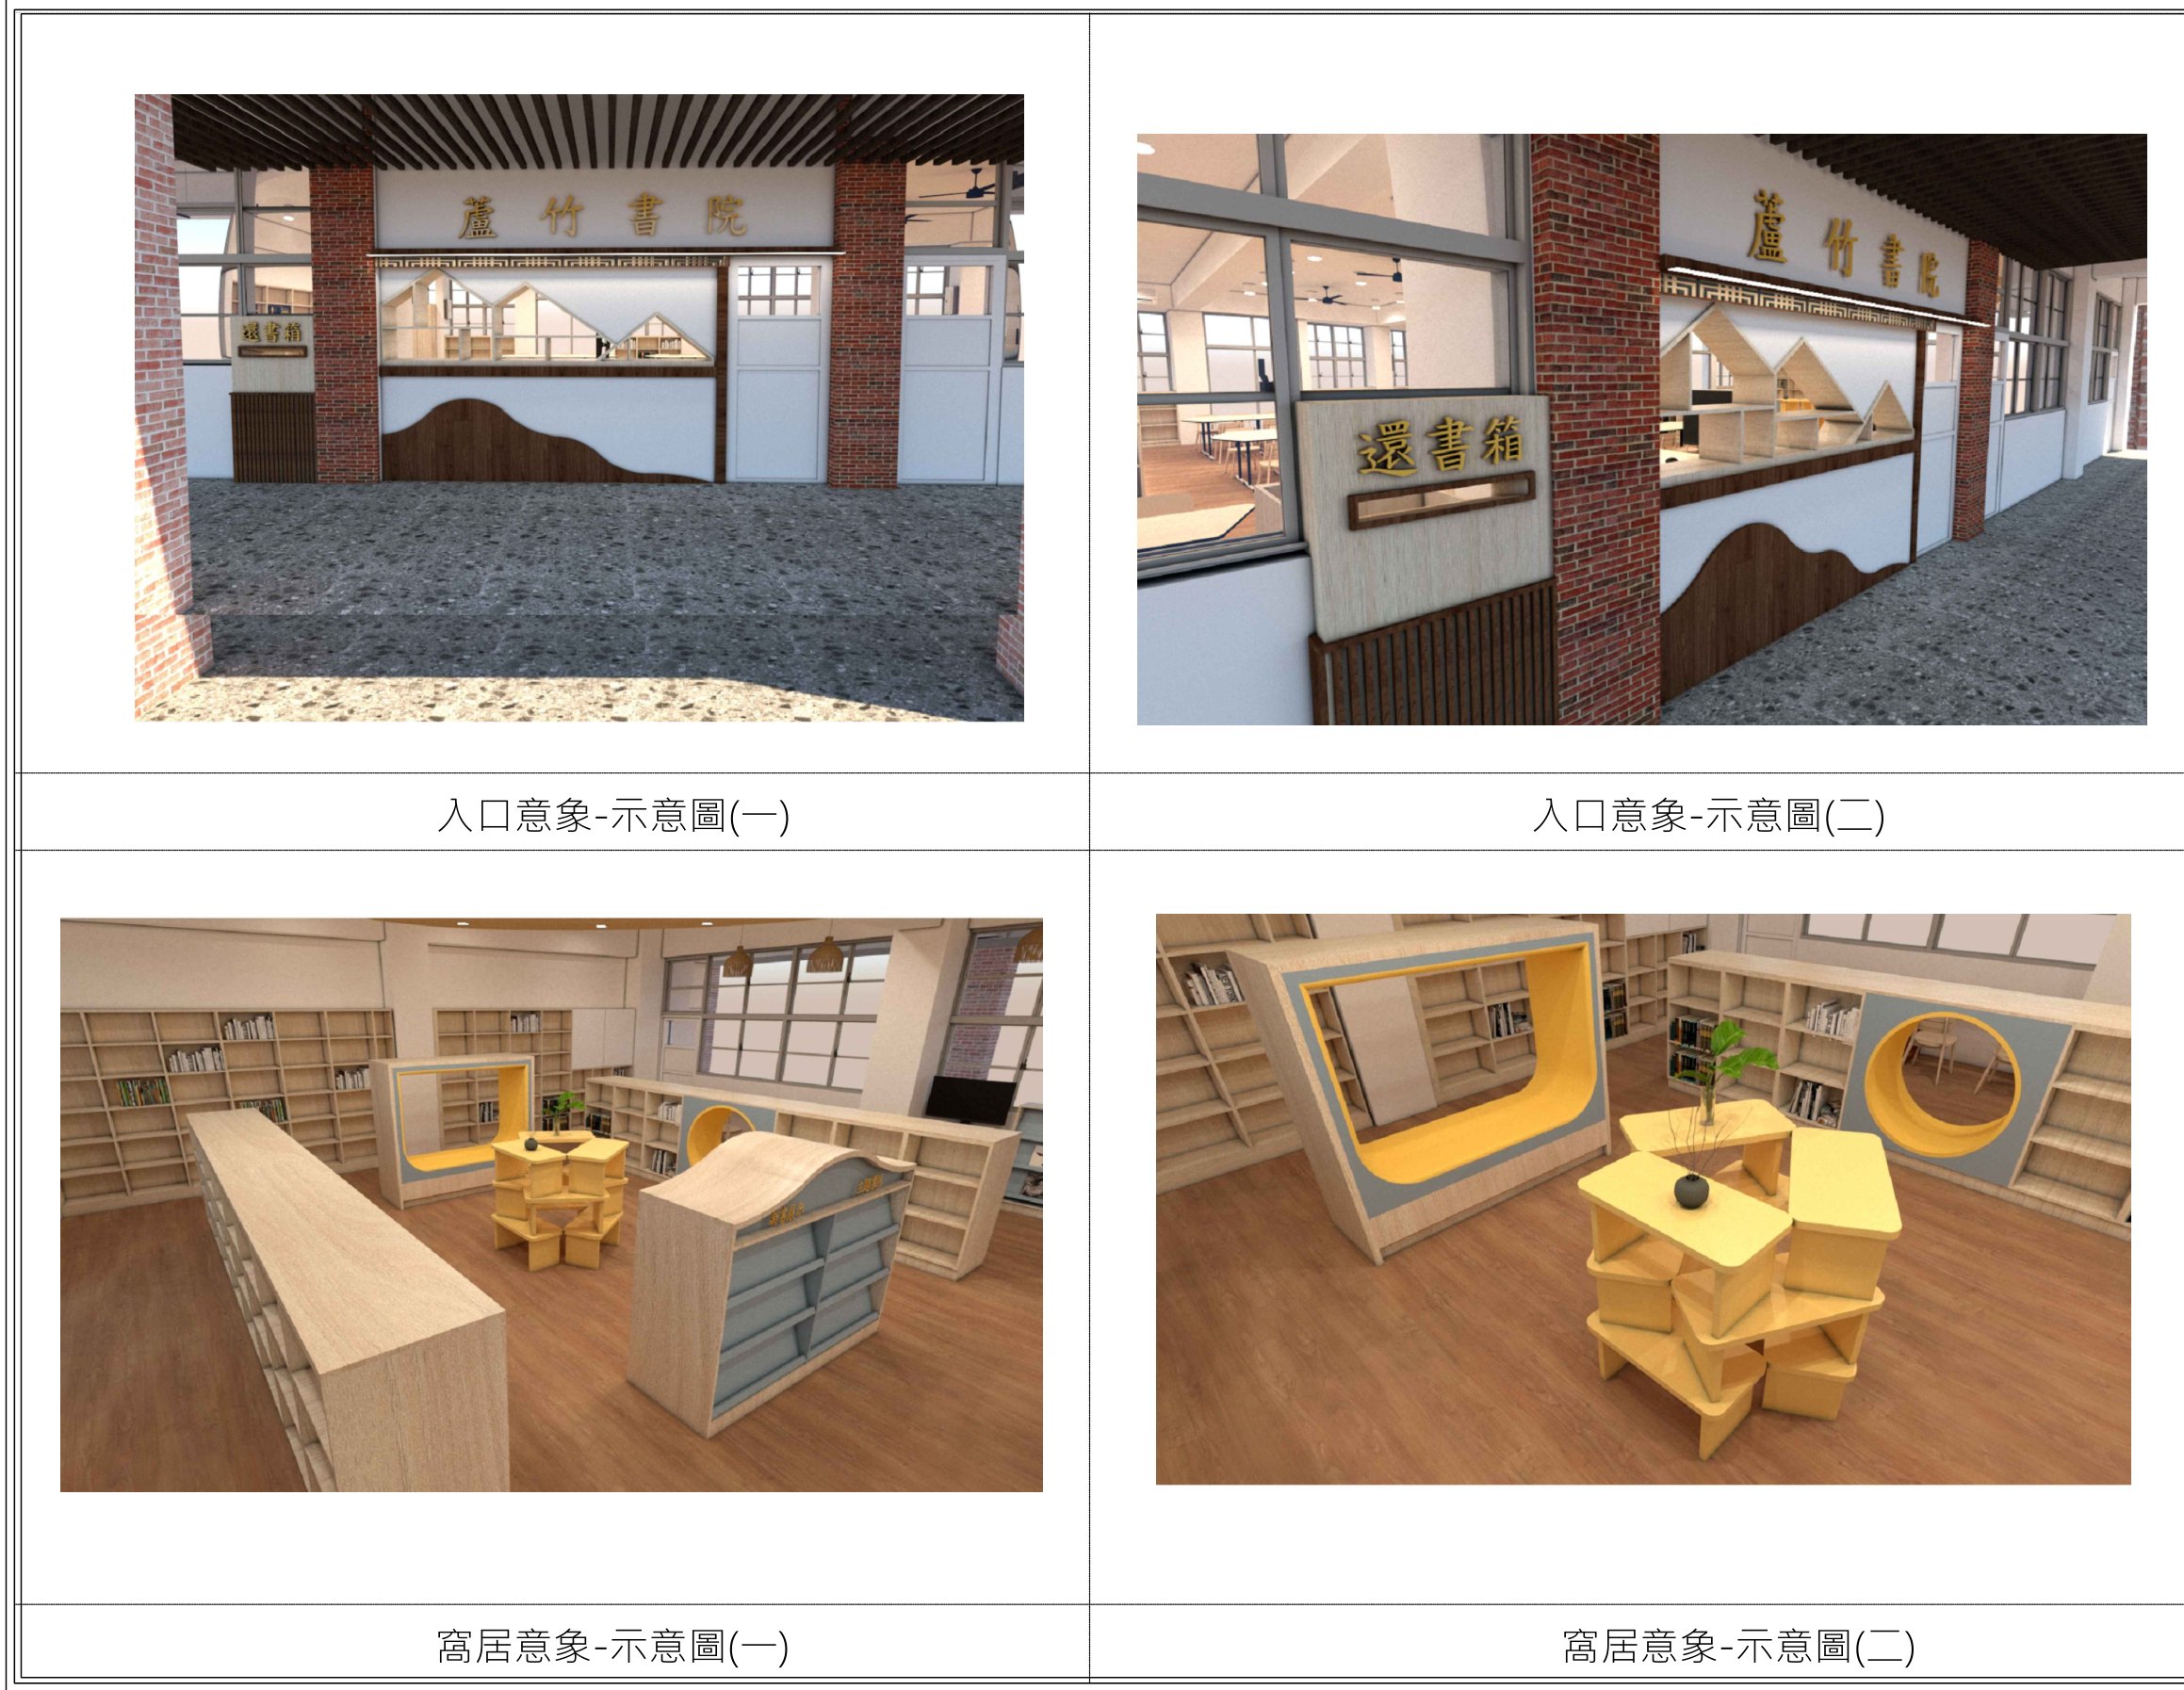 蘆竹書院
還書箱
蘆竹書院
還書箱
入口意象-示意圖(一)
入口意象-示意圖(二)
窩居意象-示意圖(一)
窩居意象-示意圖(二)